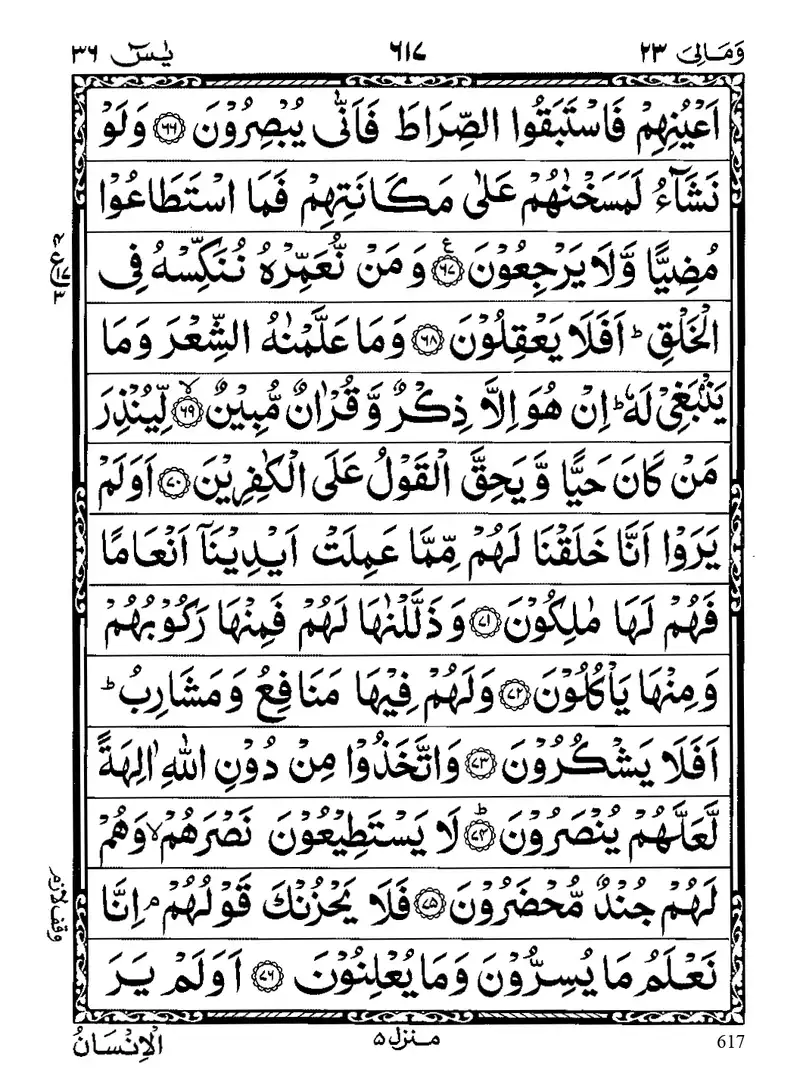 وَمَالِىَ ٢٣ ٦١٧ يٰسٓ ٣٦
اَعْيُنِهِمْ فَاسْتَبَقُوا الصِّرَاطَ فَاَنّٰى يُبْصِرُوْنَ ﴿٦٦﴾ وَلَوْ
نَشَآءُ لَمَسَخْنٰهُمْ عَلٰى مَكَانَتِهِمْ فَمَا اسْتَطَاعُوْا
مُضِيًّا وَّلَا يَرْجِعُوْنَ ﴿٦٧﴾ؑ وَمَنْ نُّعَمِّرْهُ نُنَكِّسْهُ فِى
الْخَلْقِ ؕ اَفَلَا يَعْقِلُوْنَ ﴿٦٨﴾ وَمَا عَلَّمْنٰهُ الشِّعْرَ وَمَا
يَنْۢبَغِىْ لَهٗ ؕ اِنْ هُوَ اِلَّا ذِكْرٌ وَّ قُرْاٰنٌ مُّبِيْنٌ ﴿٦٩﴾ۙ لِّيُنْذِرَ
مَنْ كَانَ حَيًّا وَّ يَحِقَّ الْقَوْلُ عَلَى الْكٰفِرِيْنَ ﴿٧٠﴾ اَوَلَمْ
يَرَوْا اَنَّا خَلَقْنَا لَهُمْ مِّمَّا عَمِلَتْ اَيْدِيْنَاۤ اَنْعَامًا
فَهُمْ لَهَا مٰلِكُوْنَ ﴿٧١﴾ وَذَلَّلْنٰهَا لَهُمْ فَمِنْهَا رَكُوْبُهُمْ
وَمِنْهَا يَاْكُلُوْنَ ﴿٧٢﴾ وَلَهُمْ فِيْهَا مَنَافِعُ وَمَشَارِبُ ؕ
اَفَلَا يَشْكُرُوْنَ ﴿٧٣﴾ وَاتَّخَذُوْا مِنْ دُوْنِ اللّٰهِ اٰلِهَةً
لَّعَلَّهُمْ يُنْصَرُوْنَ ﴿٧٤﴾ؕ لَا يَسْتَطِيْعُوْنَ نَصْرَهُمْ ۙ وَهُمْ
لَهُمْ جُنْدٌ مُّحْضَرُوْنَ ﴿٧٥﴾ فَلَا يَحْزُنْكَ قَوْلُهُمْ ۘ اِنَّا
وقف لازم
نَعْلَمُ مَا يُسِرُّوْنَ وَمَا يُعْلِنُوْنَ ﴿٧٦﴾ اَوَلَمْ يَرَ
617 منزل ٥ الْاِنْسَانُ